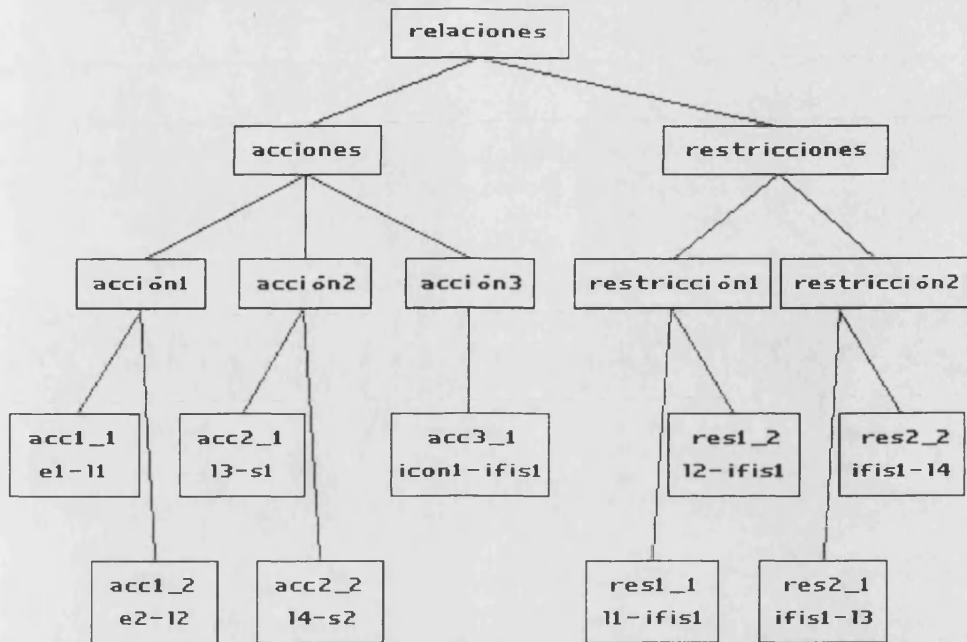 relaciones
acciones
restricciones
acción1
acción2
acción3
restricción1
restricción2
acc1_1
e1-l1
acc2_1
l3-s1
acc3_1
icon1-ifis1
res1_2
l2-ifis1
res2_2
ifis1-l4
acc1_2
e2-l2
acc2_2
l4-s2
res1_1
l1-ifis1
res2_1
ifis1-l3